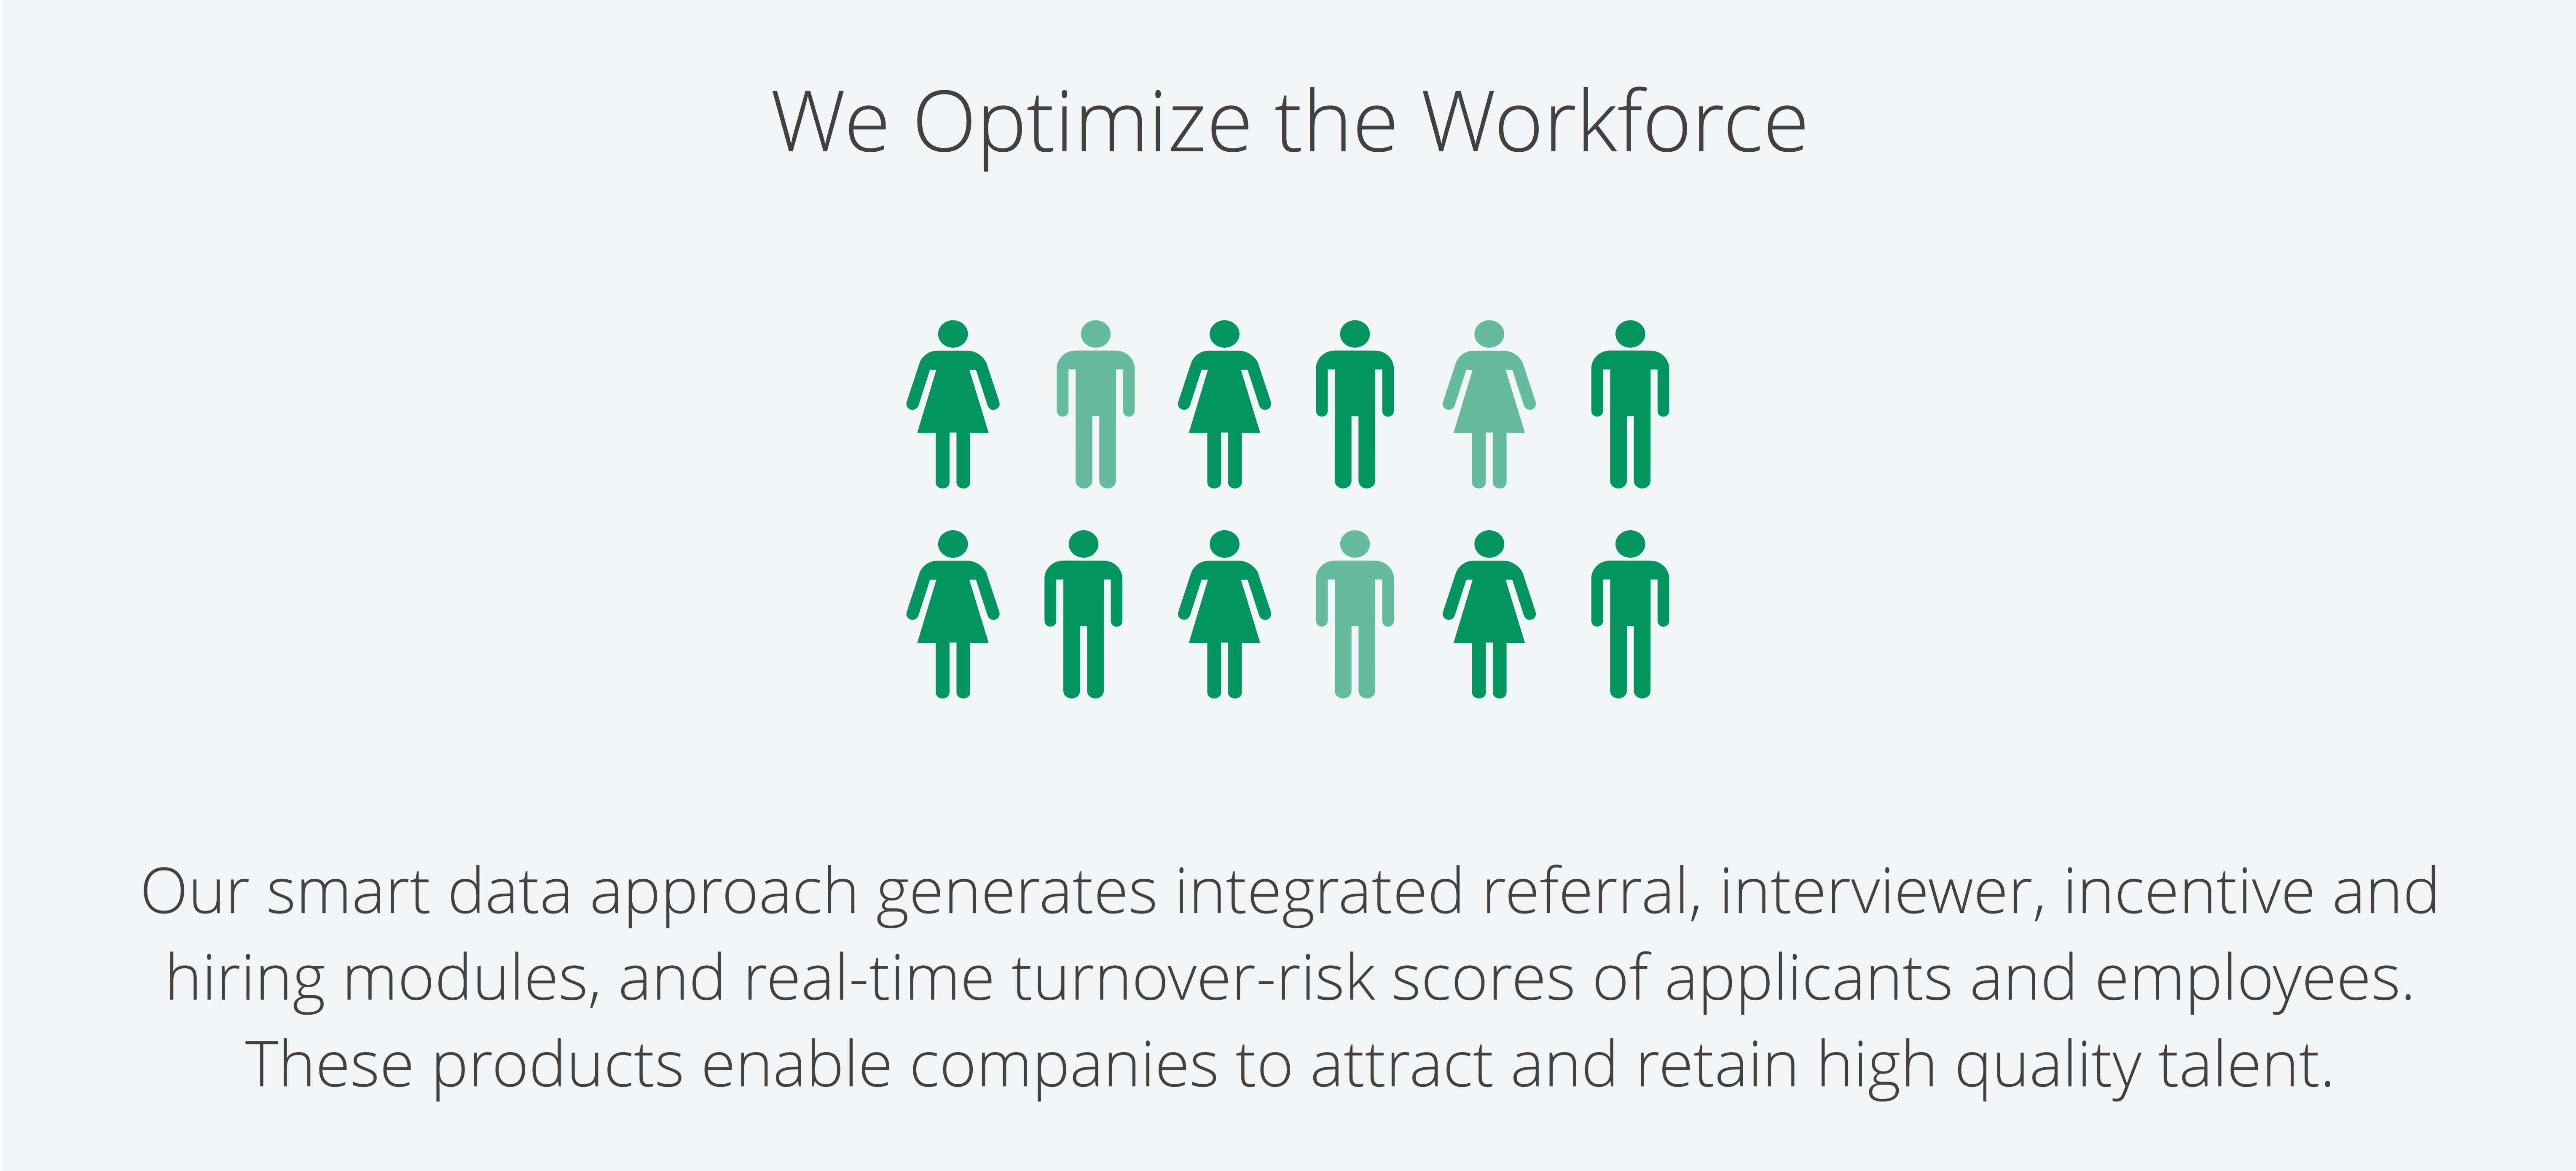 We Optimize the Workforce
Our smart data approach generates integrated referral, interviewer, incentive and
hiring modules, and real-time turnover-risk scores of applicants and employees.
These products enable companies to attract and retain high quality talent.